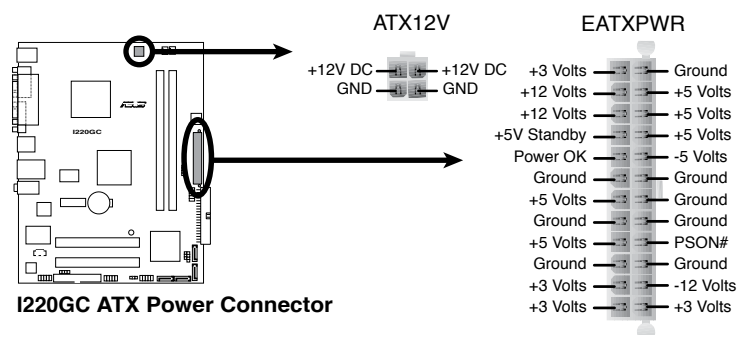 ATX12V
EATXPWR
+12V DC +12V DC
GND GND
ASUS
I220GC
+3 Volts Ground
+12 Volts +5 Volts
+12 Volts +5 Volts
+5V Standby +5 Volts
Power OK -5 Volts
Ground Ground
+5 Volts Ground
Ground Ground
+5 Volts PSON#
Ground Ground
+3 Volts -12 Volts
+3 Volts +3 Volts
I220GC ATX Power Connector